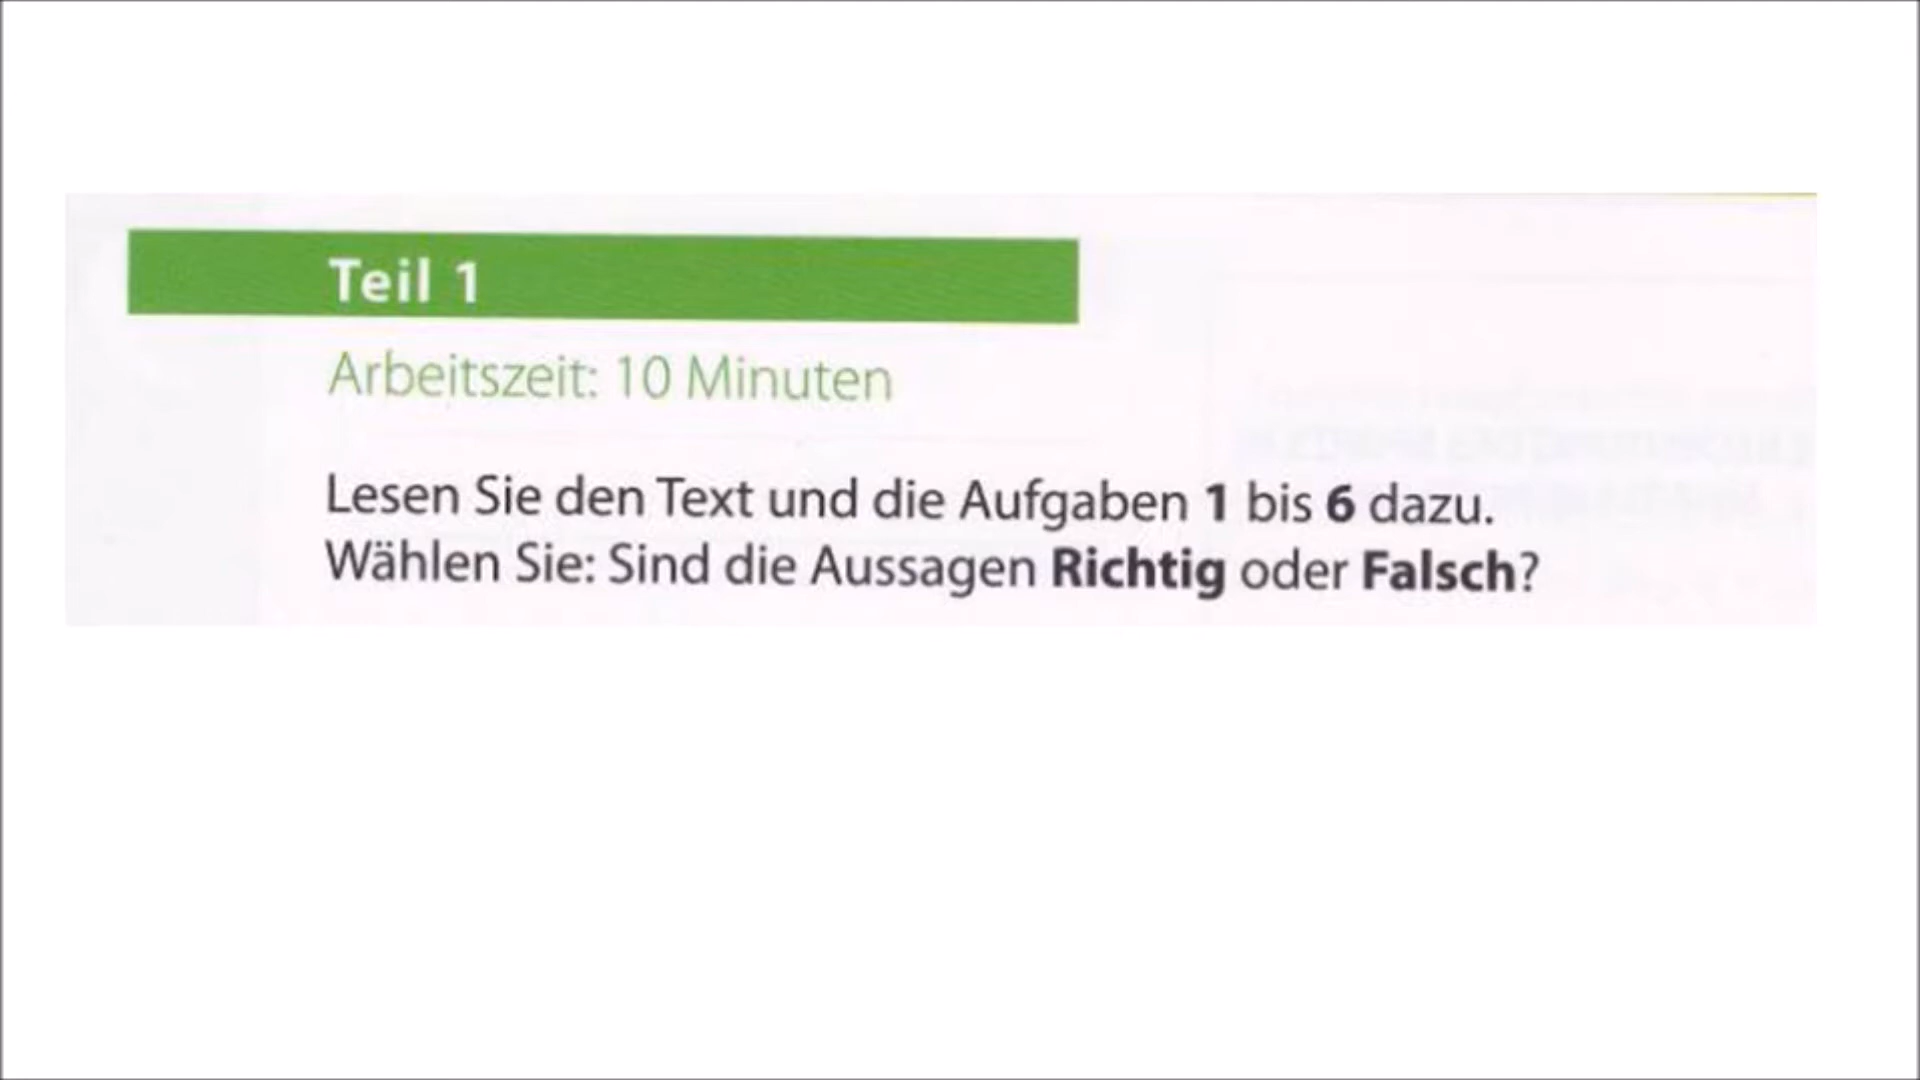 Teil 1
Arbeitszeit: 10 Minuten
Lesen Sie den Text und die Aufgaben 1 bis 6 dazu.
Wählen Sie: Sind die Aussagen Richtig oder Falsch?